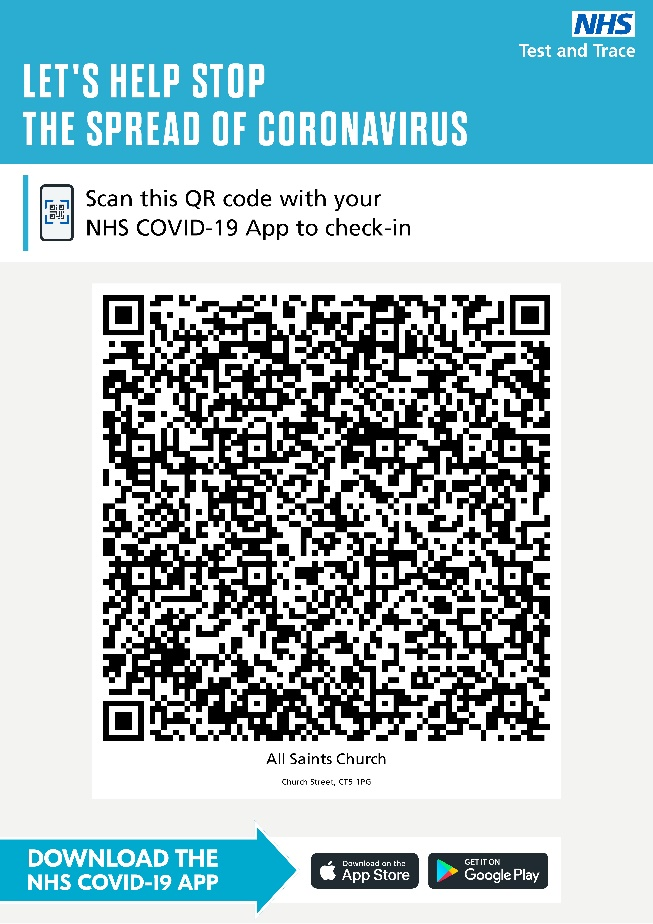 NHS
Test and Trace
LET'S HELP STOP
THE SPREAD OF CORONAVIRUS
Scan this QR code with your
NHS COVID-19 App to check-in
All Saints Church
Church Street, CT5 1PG
DOWNLOAD THE
NHS COVID-19 APP
Download on the
App Store
GET IT ON
Google Play